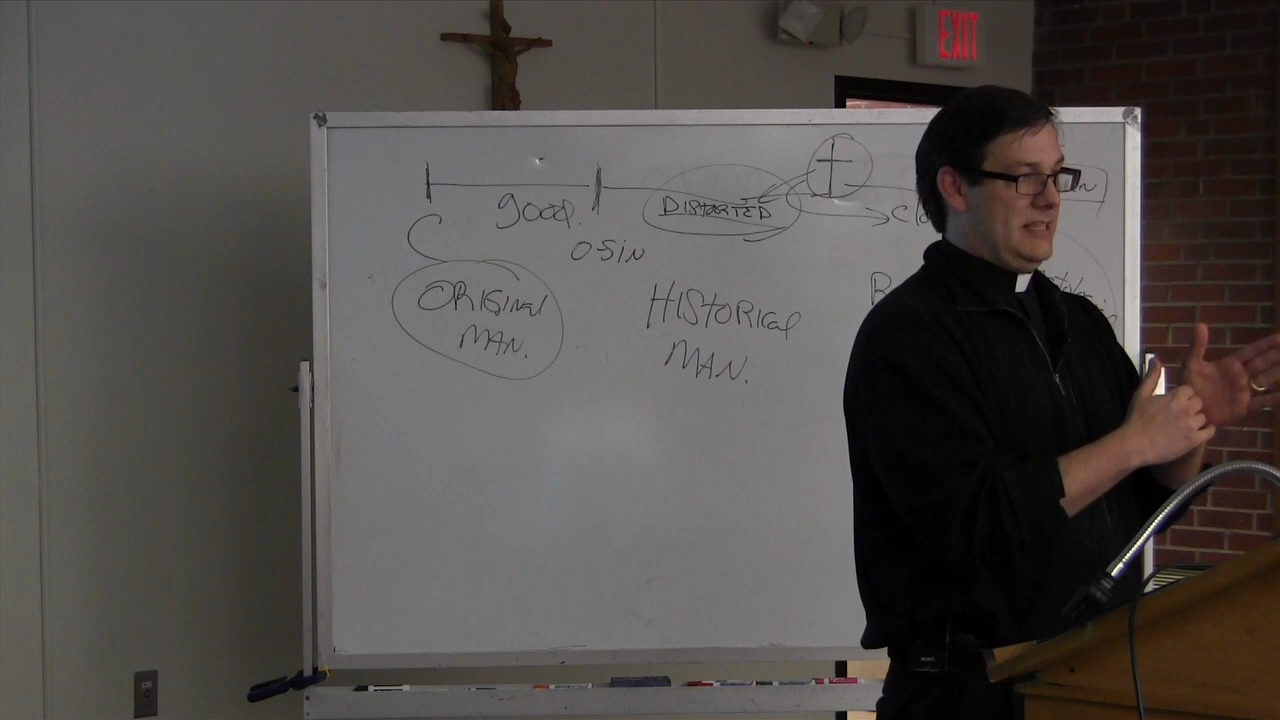 EXIT
good.
DISTORTED
o sin
ORIGINAL
MAN.
HISTORICAL
MAN.